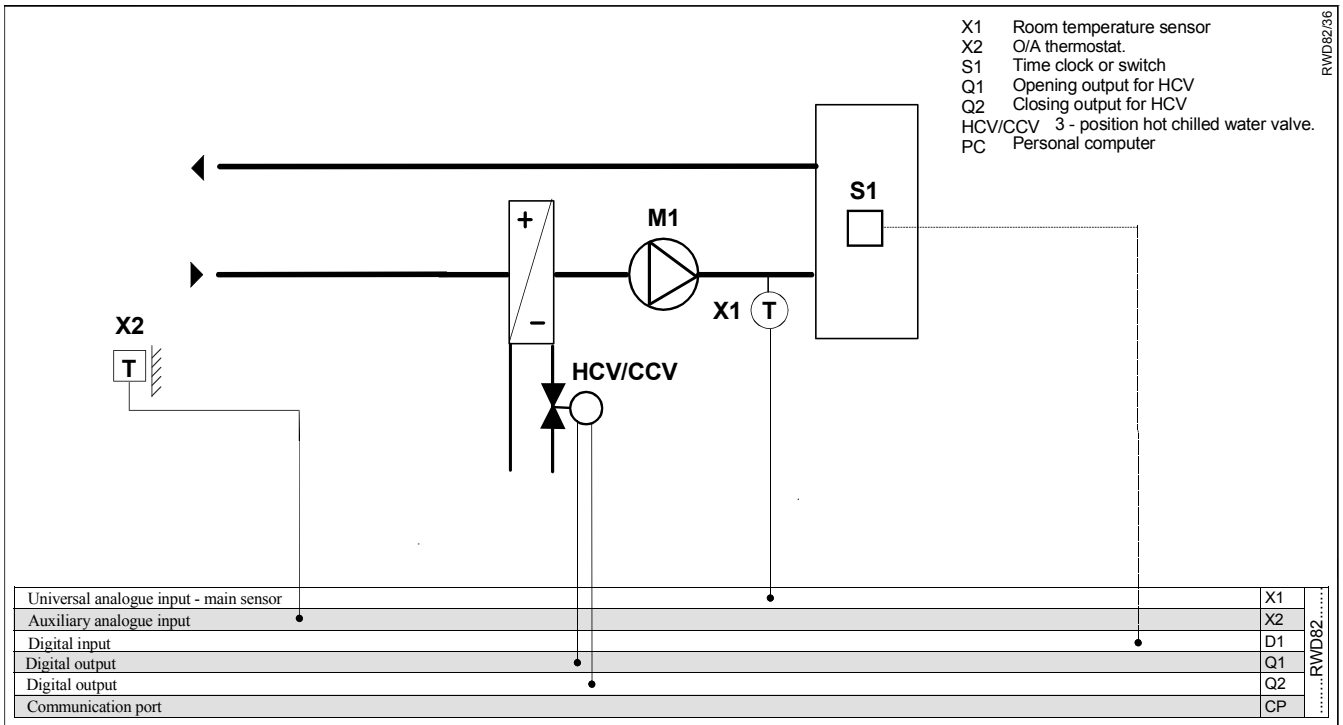 X1 Room temperature sensor
X2 O/A thermostat.
S1 Time clock or switch
Q1 Opening output for HCV
Q2 Closing output for HCV
HCV/CCV 3 - position hot chilled water valve.
PC Personal computer
RWD82/36
S1
+
M1
X1 T
–
X2
T
HCV/CCV
Universal analogue input - main sensor X1
Auxiliary analogue input X2
Digital input D1
Digital output Q1
Digital output Q2
Communication port CP
........RWD82......